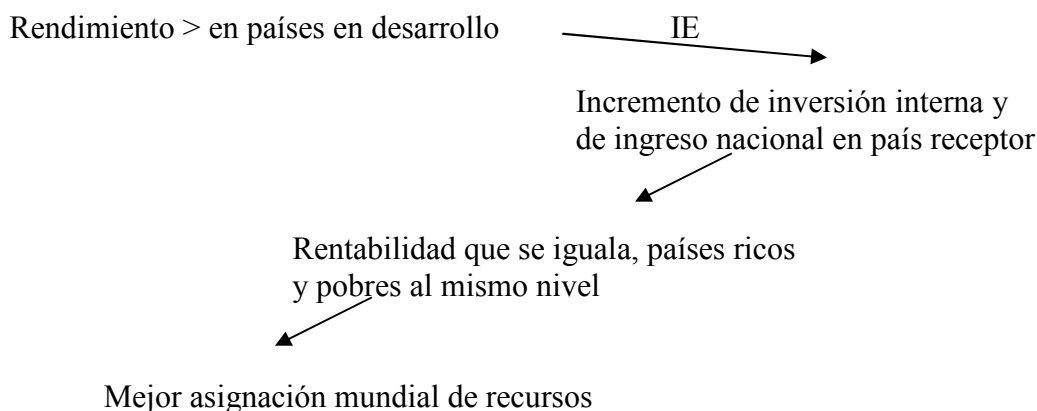 Rendimiento > en países en desarrollo IE
Incremento de inversión interna y
de ingreso nacional en país receptor
Rentabilidad que se iguala, países ricos
y pobres al mismo nivel
Mejor asignación mundial de recursos